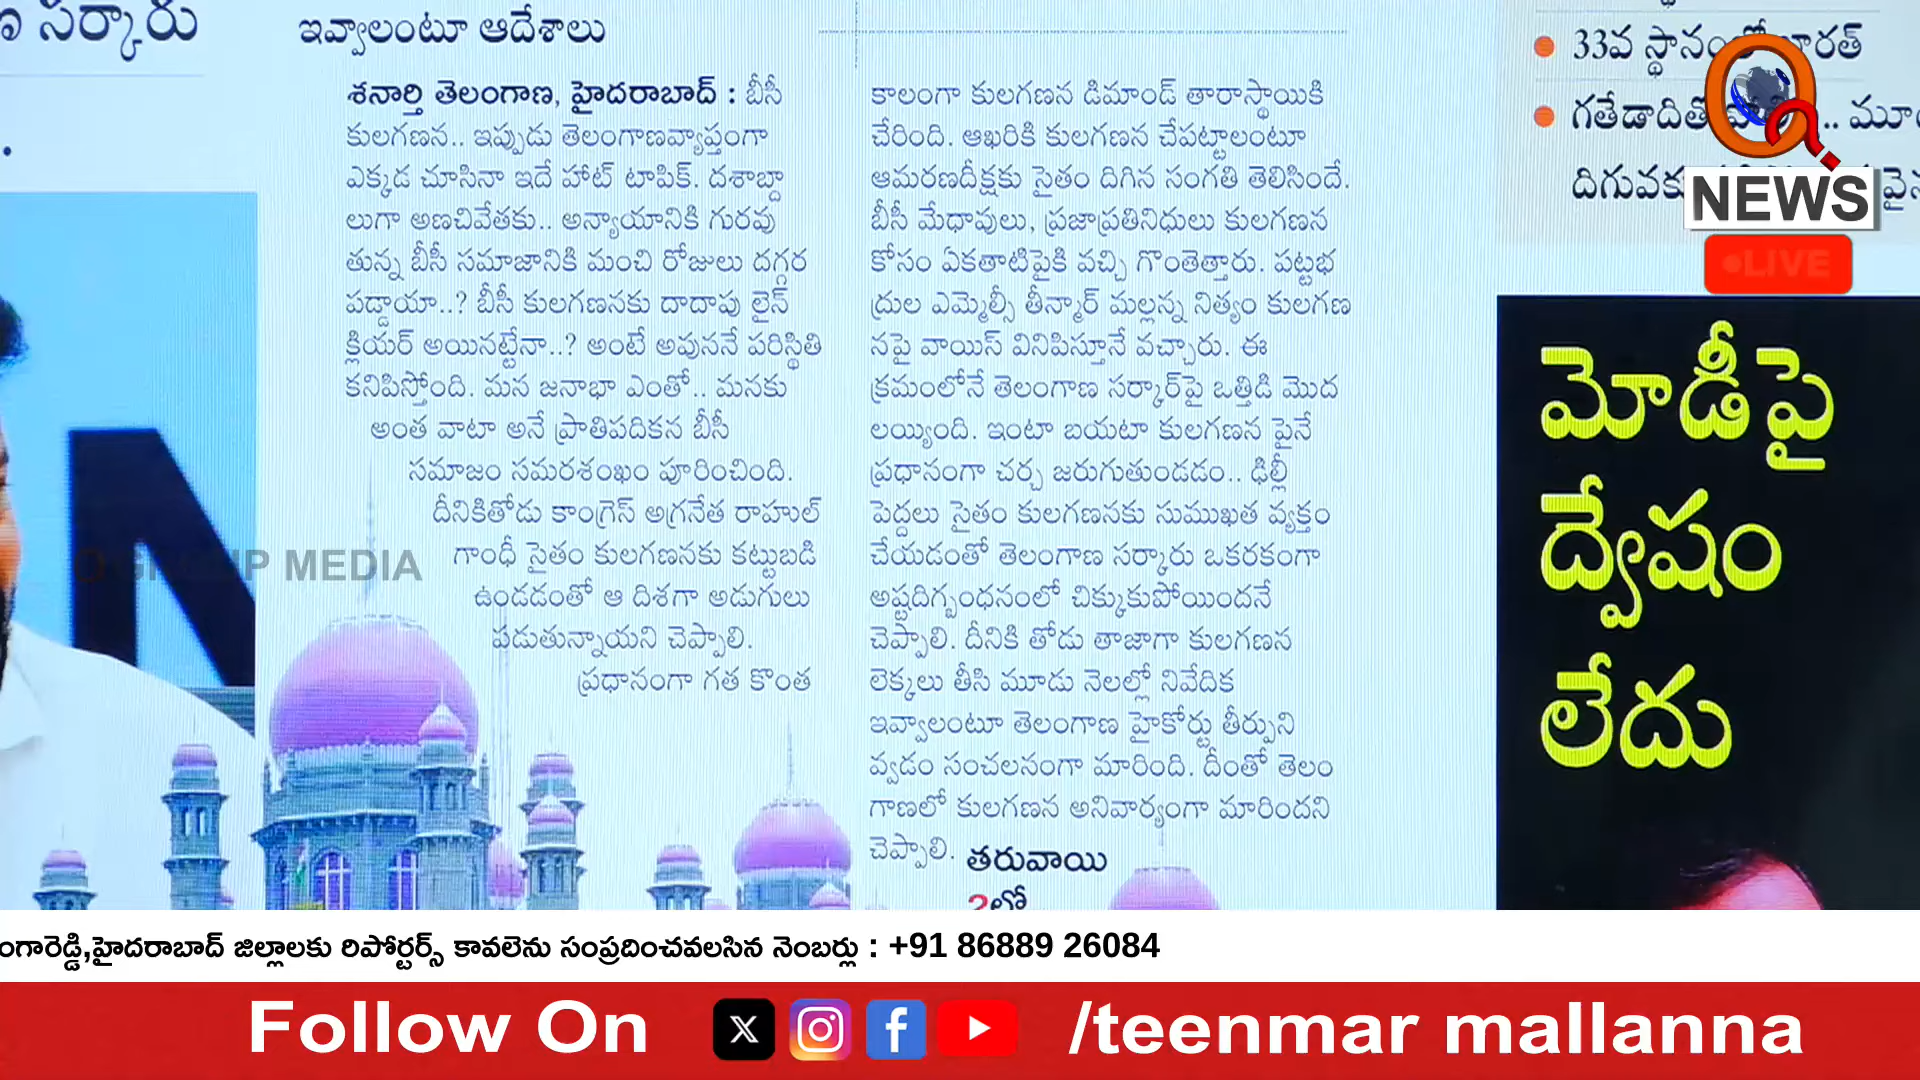 సర్కారు
ఇవ్వాలంటూ ఆదేశాలు
శనార్తి తెలంగాణ, హైదరాబాద్ : బీసీ
కులగణన.. ఇప్పుడు తెలంగాణవ్యాప్తంగా
ఎక్కడ చూసినా ఇదే హాట్ టాపిక్. దశాబ్దా
లుగా అణచివేతకు.. అన్యాయానికి గురవు
తున్న బీసీ సమాజానికి మంచి రోజులు దగ్గర
పడ్డాయా..? బీసీ కులగణనకు దాదాపు లైన్
క్లియర్ అయినట్టేనా..? అంటే అవుననే పరిస్థితి
కనిపిస్తోంది. మన జనాభా ఎంతో.. మనకు
అంత వాటా అనే ప్రాతిపదికన బీసీ
సమాజం సమరశంఖం పూరించింది.
దీనికితోడు కాంగ్రెస్ అగ్రనేత రాహుల్
గాంధీ సైతం కులగణనకు కట్టుబడి
ఉండడంతో ఆ దిశగా అడుగులు
పడుతున్నాయని చెప్పాలి.
ప్రధానంగా గత కొంత
కాలంగా కులగణన డిమాండ్ తారాస్థాయికి
చేరింది. ఆఖరికి కులగణన చేపట్టాలంటూ
ఆమరణదీక్షకు సైతం దిగిన సంగతి తెలిసిందే.
బీసీ మేధావులు, ప్రజాప్రతినిధులు కులగణన
కోసం ఏకతాటిపైకి వచ్చి గొంతెత్తారు. పట్టభ
ద్రుల ఎమ్మెల్సీ తీన్మార్ మల్లన్న నిత్యం కులగణ
నపై వాయిస్ వినిపిస్తూనే వచ్చారు. ఈ
క్రమంలోనే తెలంగాణ సర్కార్‌పై ఒత్తిడి మొద
లయ్యింది. ఇంటా బయటా కులగణన పైనే
ప్రధానంగా చర్చ జరుగుతుండడం.. ఢిల్లీ
పెద్దలు సైతం కులగణనకు సుముఖత వ్యక్తం
చేయడంతో తెలంగాణ సర్కారు ఒకరకంగా
అష్టదిగ్బంధనంలో చిక్కుకుపోయిందనే
చెప్పాలి. దీనికి తోడు తాజాగా కులగణన
లెక్కలు తీసి మూడు నెలల్లో నివేదిక
ఇవ్వాలంటూ తెలంగాణ హైకోర్టు తీర్పుని
వ్వడం సంచలనంగా మారింది. దీంతో తెలం
గాణలో కులగణన అనివార్యంగా మారిందని
చెప్పాలి. తరువాయి
2లో
33వ
గతేడాదితో
NEWS
LIVE
మోడీపై
ద్వేషం
లేదు
GROUP MEDIA
హైదరాబాద్ జిల్లాలకు రిపోర్టర్స్ కావలెను సంప్రదించవలసిన నెంబర్లు : +91 86889 26084
Follow On /teenmar mallanna